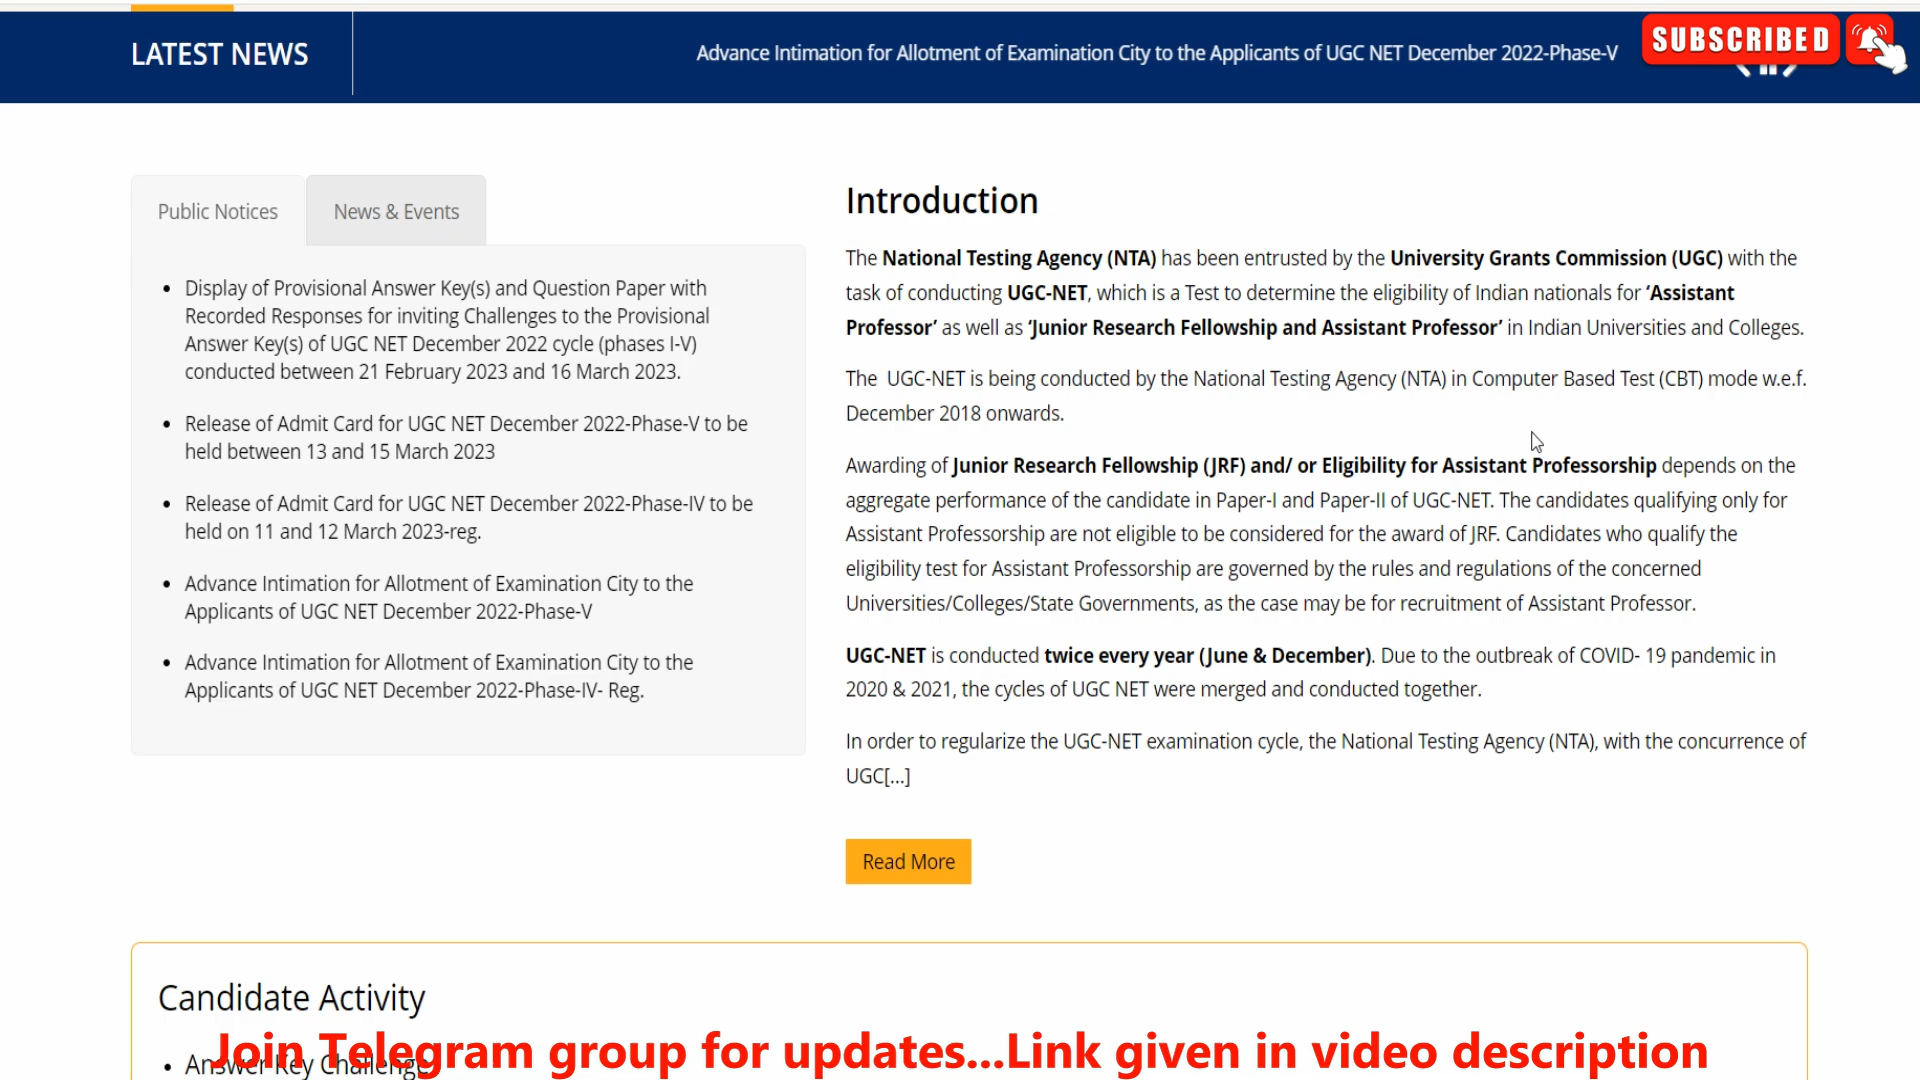 LATEST NEWS
Advance Intimation for Allotment of Examination City to the Applicants of UGC NET December 2022-Phase-V
SUBSCRIBED
Public Notices
News & Events
Display of Provisional Answer Key(s) and Question Paper with
Recorded Responses for inviting Challenges to the Provisional
Answer Key(s) of UGC NET December 2022 cycle (phases I-V)
conducted between 21 February 2023 and 16 March 2023.
Release of Admit Card for UGC NET December 2022-Phase-V to be
held between 13 and 15 March 2023
Release of Admit Card for UGC NET December 2022-Phase-IV to be
held on 11 and 12 March 2023-reg.
Advance Intimation for Allotment of Examination City to the
Applicants of UGC NET December 2022-Phase-V
Advance Intimation for Allotment of Examination City to the
Applicants of UGC NET December 2022-Phase-IV- Reg.
Introduction
The National Testing Agency (NTA) has been entrusted by the University Grants Commission (UGC) with the
task of conducting UGC-NET, which is a Test to determine the eligibility of Indian nationals for ‘Assistant
Professor’ as well as ‘Junior Research Fellowship and Assistant Professor’ in Indian Universities and Colleges.
The UGC-NET is being conducted by the National Testing Agency (NTA) in Computer Based Test (CBT) mode w.e.f.
December 2018 onwards.
Awarding of Junior Research Fellowship (JRF) and/ or Eligibility for Assistant Professorship depends on the
aggregate performance of the candidate in Paper-I and Paper-II of UGC-NET. The candidates qualifying only for
Assistant Professorship are not eligible to be considered for the award of JRF. Candidates who qualify the
eligibility test for Assistant Professorship are governed by the rules and regulations of the concerned
Universities/Colleges/State Governments, as the case may be for recruitment of Assistant Professor.
UGC-NET is conducted twice every year (June & December). Due to the outbreak of COVID- 19 pandemic in
2020 & 2021, the cycles of UGC NET were merged and conducted together.
In order to regularize the UGC-NET examination cycle, the National Testing Agency (NTA), with the concurrence of
UGC[...]
Read More
Candidate Activity
Answer Key Challenge
Join Telegram group for updates...Link given in video description